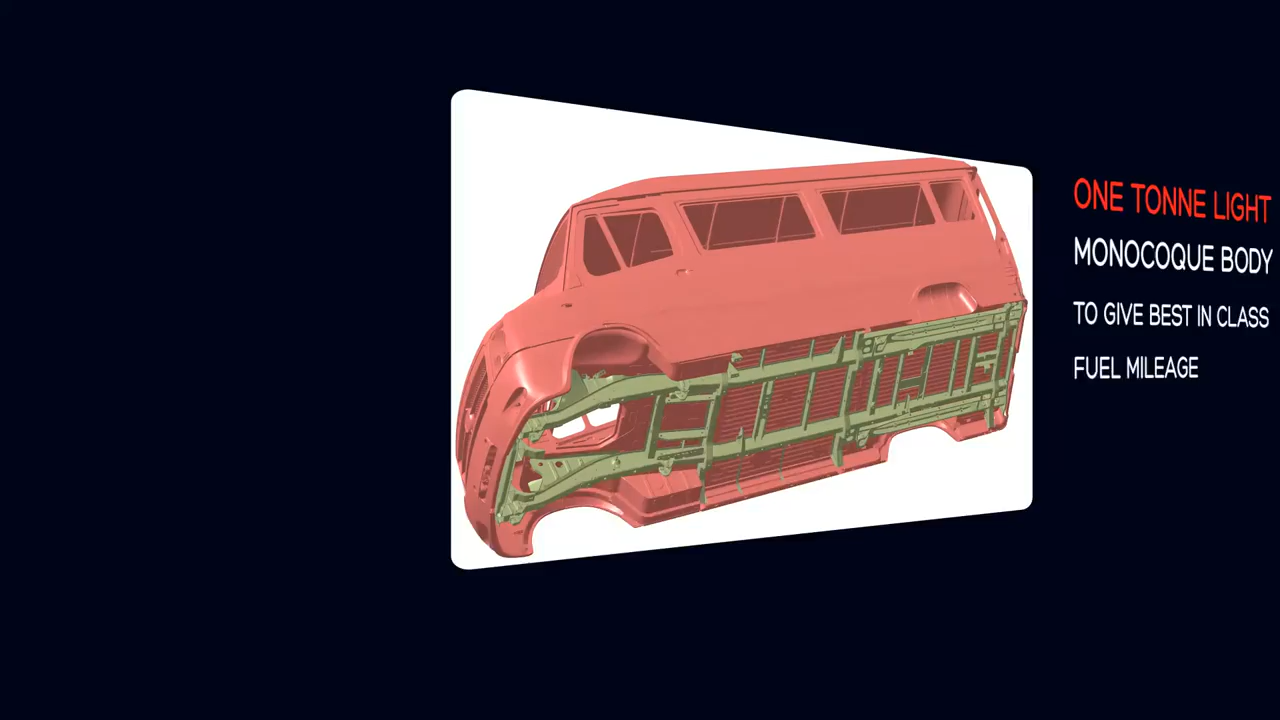 ONE TONNE LIGHT
MONOCOQUE BODY
TO GIVE BEST IN CLASS
FUEL MILEAGE